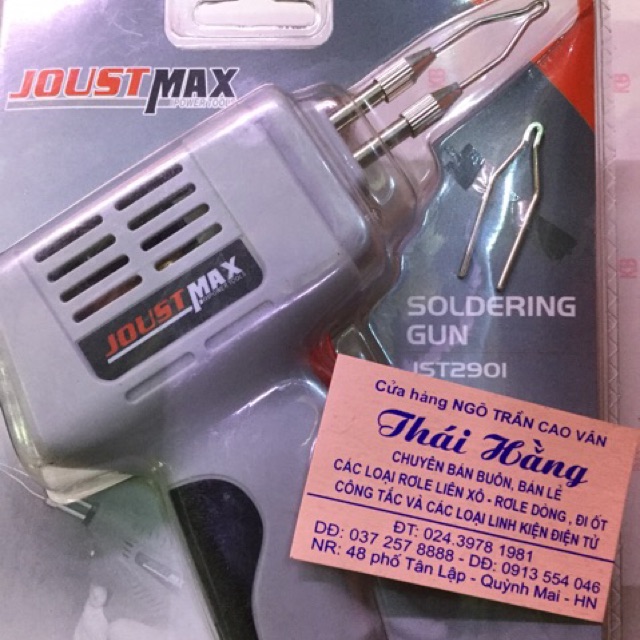 JOUSTMAX
POWER TOOLS
JOUSTMAX
SOLDERING
GUN
JST2901
Cửa hàng NGÕ TRẦN CAO VÂN
Thái Hằng
CHUYÊN BÁN BUÔN, BÁN LẺ
CÁC LOẠI RƠLE LIÊN XÔ - RƠLE DÒNG, ĐI ỐT
CÔNG TẮC VÀ CÁC LOẠI LINH KIỆN ĐIỆN TỬ
ĐT: 024.3978 1981
DĐ: 037 257 8888 - DĐ: 0913 554 046
NR: 48 phố Tân Lập - Quỳnh Mai - HN
KB
KB